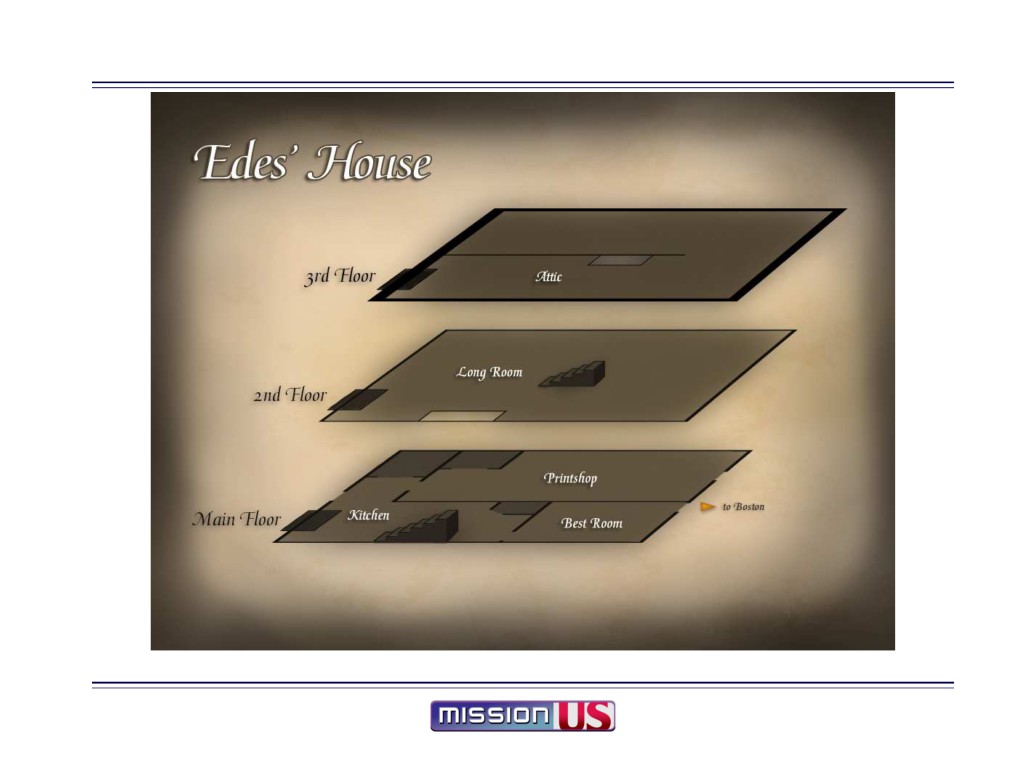 Edes' House
3rd Floor
Attic
2nd Floor
Long Room
Main Floor
Kitchen
Printshop
Best Room
to Boston
mission US